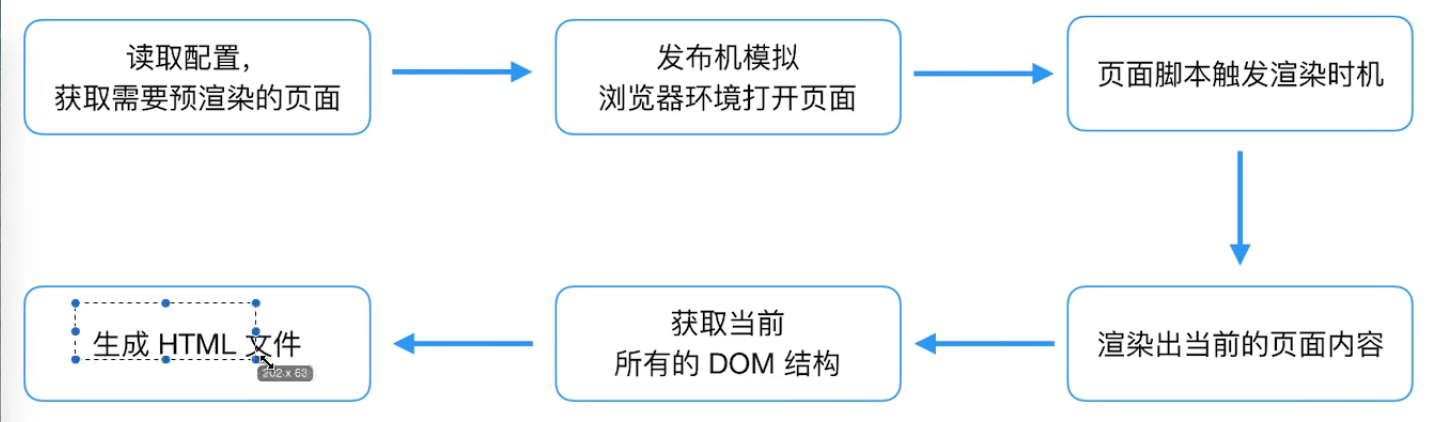 读取配置，
获取需要预渲染的页面
发布机模拟
浏览器环境打开页面
页面脚本触发渲染时机
渲染出当前的页面内容
获取当前
所有的 DOM 结构
生成 HTML 文件
202 x 63